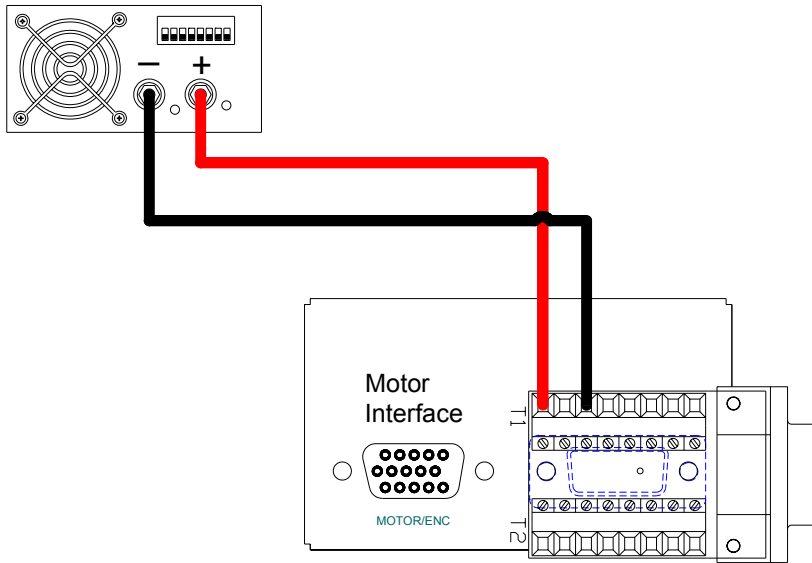 − +
Motor
Interface
T1
MOTOR/ENC
T2